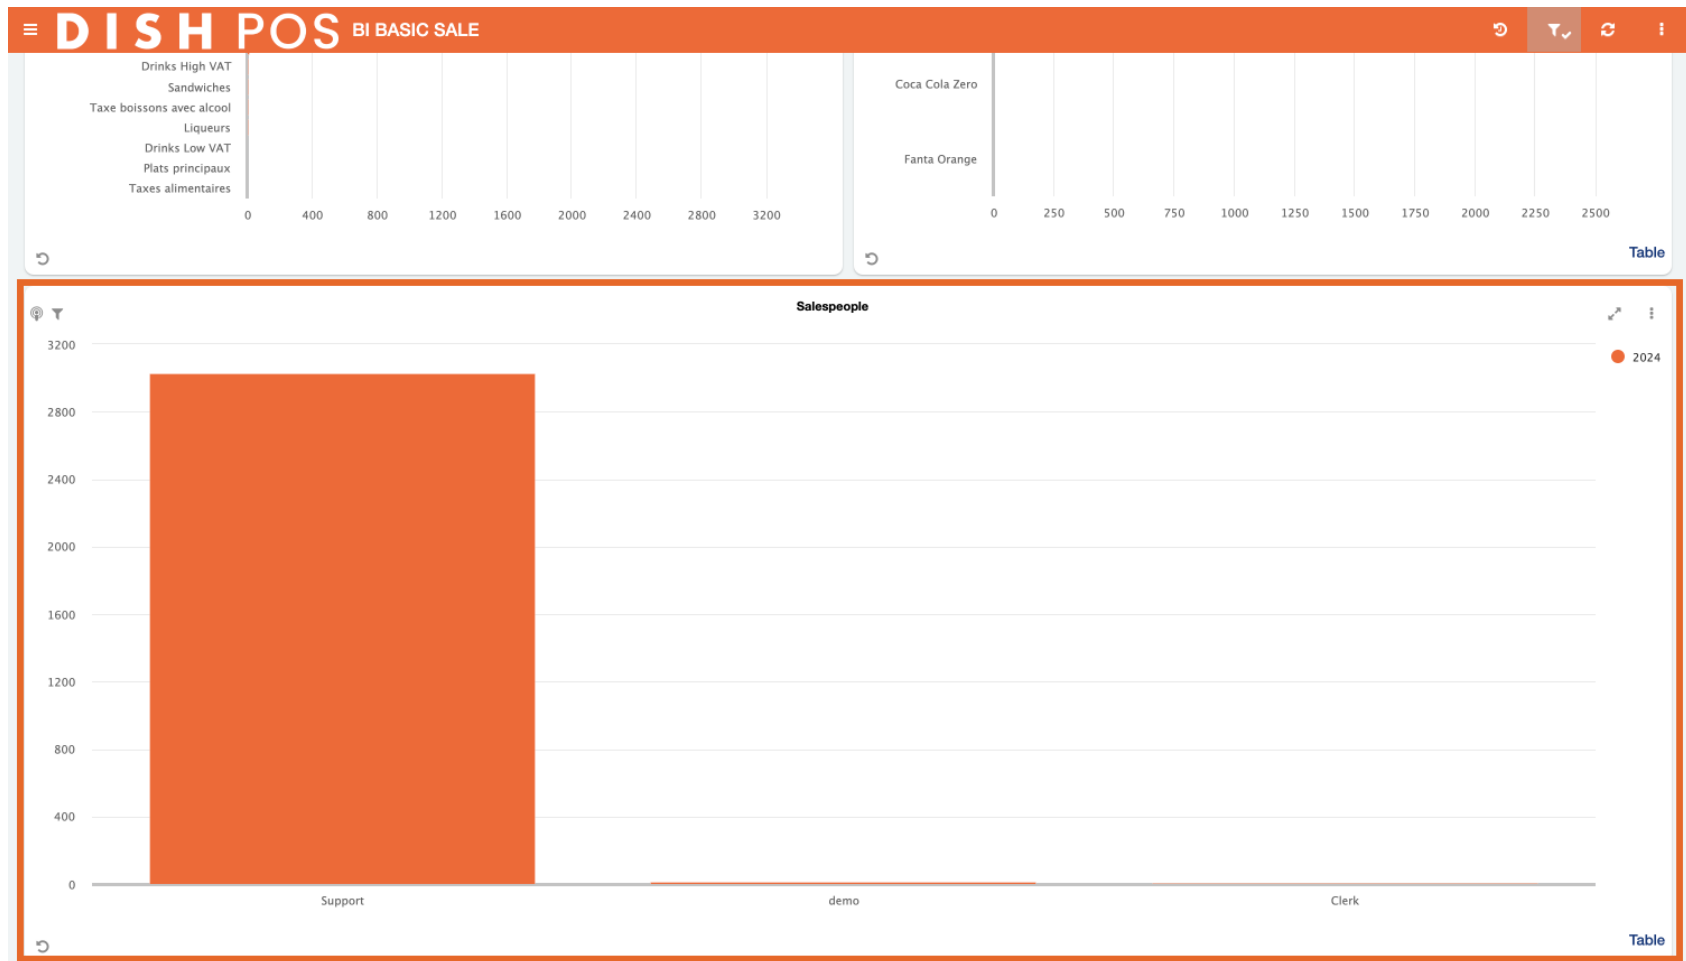 DISH POS BI BASIC SALE
Drinks High VAT
Sandwiches
Taxe boissons avec alcool
Liqueurs
Drinks Low VAT
Plats principaux
Taxes alimentaires
0 400 800 1200 1600 2000 2400 2800 3200
Coca Cola Zero
Fanta Orange
0 250 500 750 1000 1250 1500 1750 2000 2250 2500
Table
Salespeople
2024
3200
2800
2400
2000
1600
1200
800
400
0
Support demo Clerk
Table